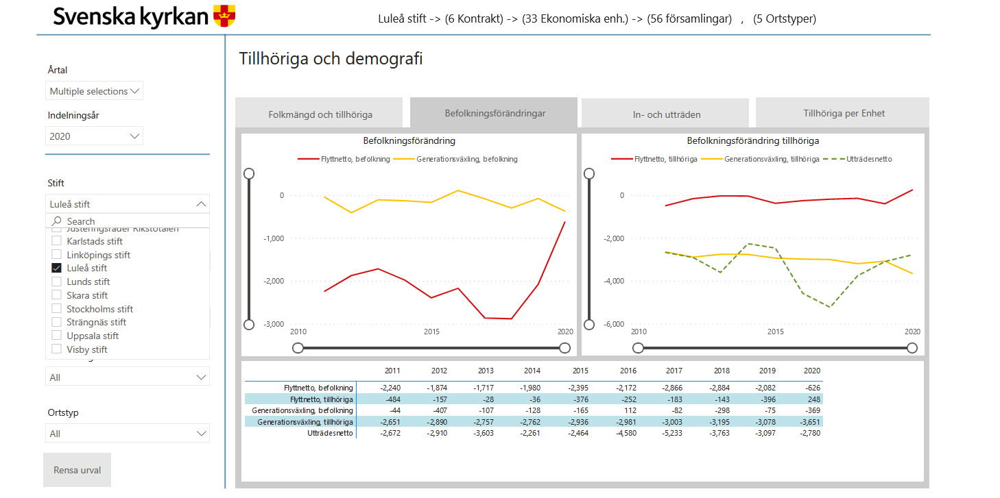 Svenska kyrkan
Luleå stift -> (6 Kontrakt) -> (33 Ekonomiska enh.) -> (56 församlingar) , (5 Ortstyper)
Tillhöriga och demografi
Årtal
Multiple selections
Indelningsår
2020
Stift
Luleå stift
Search
Justeringsrader Rikstotalen
Karlstads stift
Linköpings stift
Luleå stift
Lunds stift
Skara stift
Stockholms stift
Strängnäs stift
Uppsala stift
Visby stift
All
Ortstyp
All
Rensa urval
Folkmängd och tillhöriga
Befolkningsförändringar
In- och utträden
Tillhöriga per Enhet
Befolkningsförändring
Flyttnetto, befolkning Generationsväxling, befolkning
0
-1,000
-2,000
-3,000
2010 2015 2020
Befolkningsförändring tillhöriga
Flyttnetto, tillhöriga Generationsväxling, tillhöriga Utträdesnetto
0
-2,000
-4,000
-6,000
2010 2015 2020
2011 2012 2013 2014 2015 2016 2017 2018 2019 2020
Flyttnetto, befolkning -2,240 -1,874 -1,717 -1,980 -2,395 -2,172 -2,866 -2,884 -2,082 -626
Flyttnetto, tillhöriga -484 -157 -28 -36 -376 -252 -183 -143 -396 248
Generationsväxling, befolkning -44 -407 -107 -128 -165 112 -82 -298 -75 -369
Generationsväxling, tillhöriga -2,651 -2,890 -2,757 -2,762 -2,936 -2,981 -3,003 -3,195 -3,078 -3,651
Utträdesnetto -2,672 -2,910 -3,603 -2,261 -2,464 -4,580 -5,233 -3,763 -3,097 -2,780